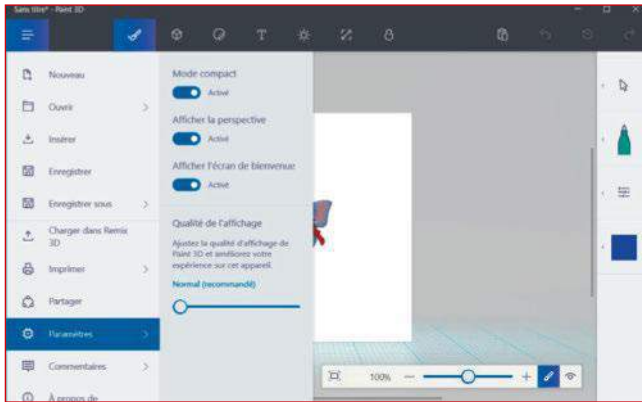 Sans titre* - Paint 3D
Nouveau
Ouvrir
Insérer
Enregistrer
Enregistrer sous
Charger dans Remix
3D
Imprimer
Partager
Paramètres
Commentaires
À propos de
Mode compact
Activé
Afficher la perspective
Activé
Afficher l'écran de bienvenue
Activé
Qualité de l'affichage
Ajustez la qualité d'affichage de
Paint 3D et améliorez votre
expérience sur cet appareil.
Normal (recommandé)
100%